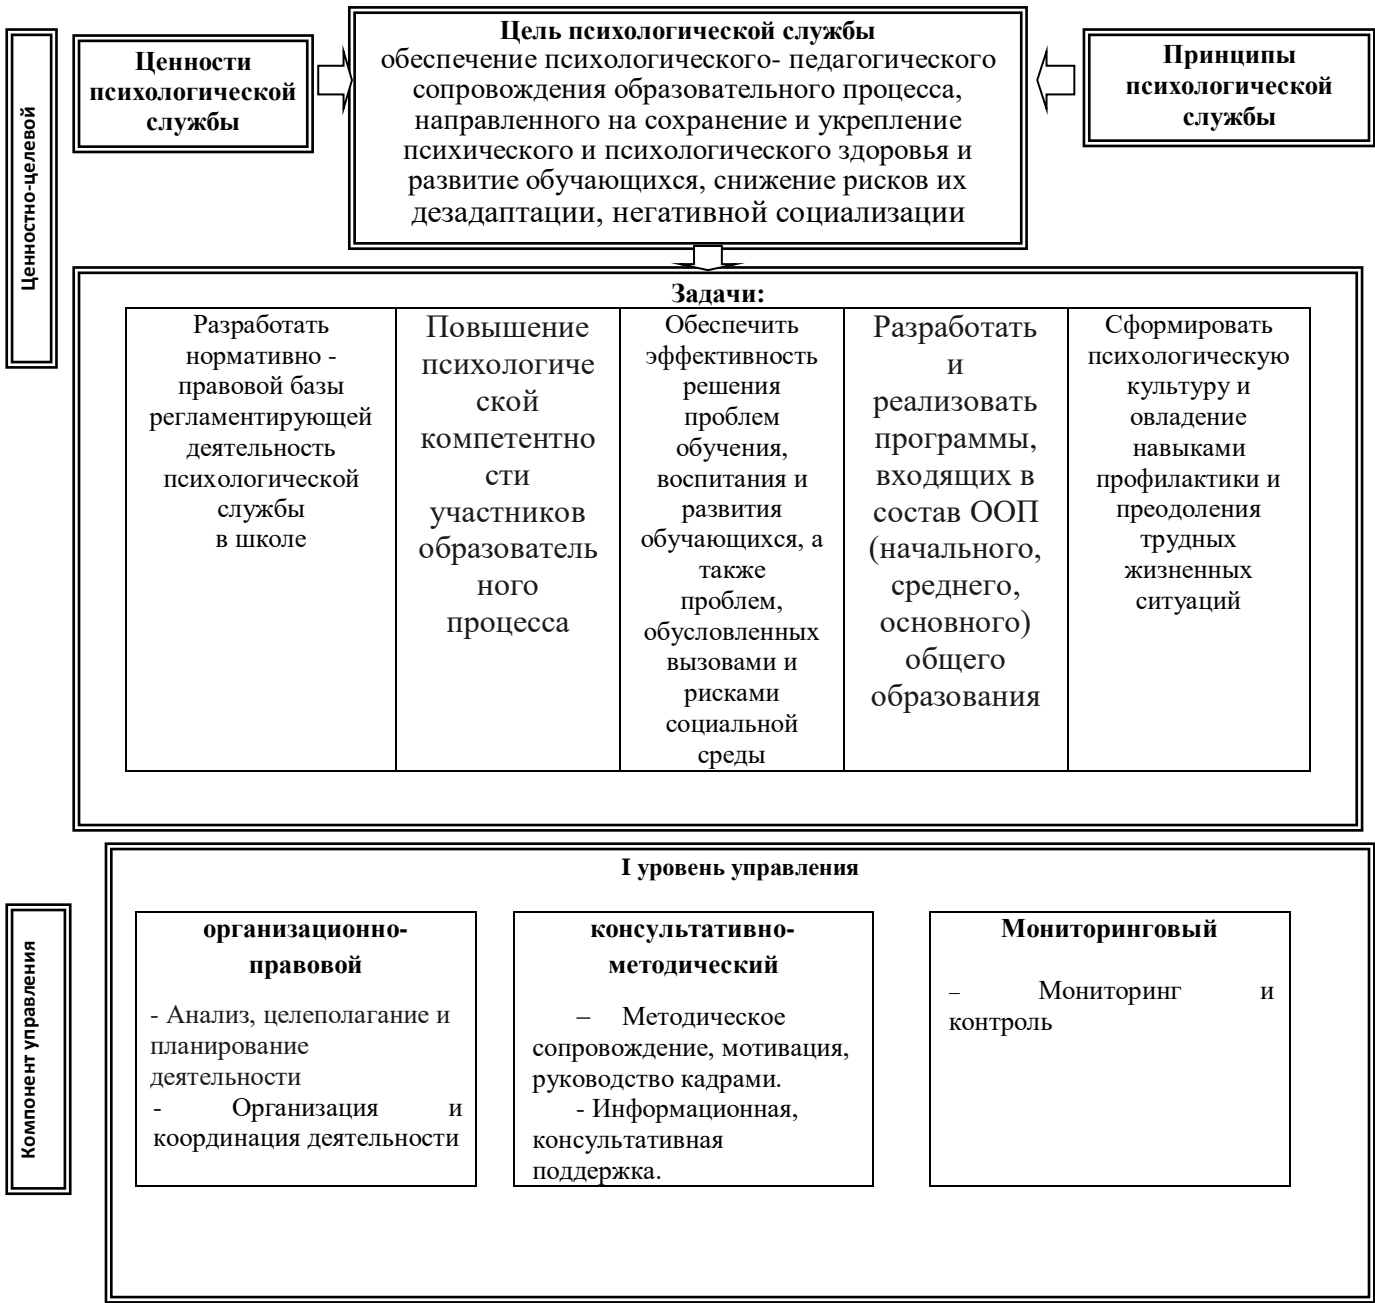 Ценностно-целевой
Ценности
психологической
службы
Цель психологической службы
обеспечение психологического- педагогического
сопровождения образовательного процесса,
направленного на сохранение и укрепление
психического и психологического здоровья и
развитие обучающихся, снижение рисков их
дезадаптации, негативной социализации
Принципы
психологической
службы
Задачи:
Разработать
нормативно -
правовой базы
регламентирующей
деятельность
психологической
службы
в школе
Повышение
психологиче
ской
компетентно
сти
участников
образователь
ного
процесса
Обеспечить
эффективность
решения
проблем
обучения,
воспитания и
развития
обучающихся, а
также
проблем,
обусловленных
вызовами и
рисками
социальной
среды
Разработать
и
реализовать
программы,
входящих в
состав ООП
(начального,
среднего,
основного)
общего
образования
Сформировать
психологическую
культуру и
овладение
навыками
профилактики и
преодоления
трудных
жизненных
ситуаций
Компонент управления
I уровень управления
организационно-
правовой
- Анализ, целеполагание и
планирование
деятельности
- Организация и
координация деятельности
консультативно-
методический
– Методическое
сопровождение, мотивация,
руководство кадрами.
- Информационная,
консультативная
поддержка.
Мониторинговый
– Мониторинг и
контроль